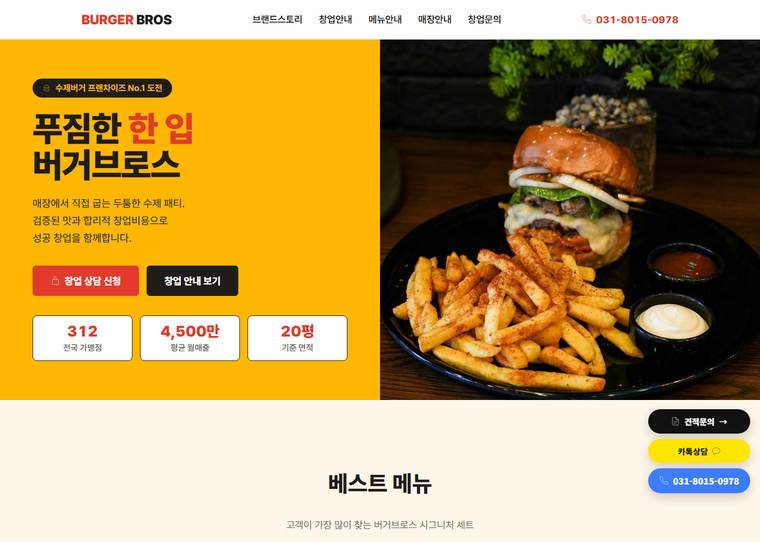 BURGER BROS
브랜드스토리 창업안내 메뉴안내 매장안내 창업문의
031-8015-0978
수제버거 프랜차이즈 No.1 도전
푸짐한 한 입
버거브로스
매장에서 직접 굽는 두툼한 수제 패티.
검증된 맛과 합리적 창업비용으로
성공 창업을 함께합니다.
창업 상담 신청
창업 안내 보기
312
전국 가맹점
4,500만
평균 월매출
20평
기준 면적
견적문의 →
카톡상담
031-8015-0978
베스트 메뉴
고객이 가장 많이 찾는 버거브로스 시그니처 세트